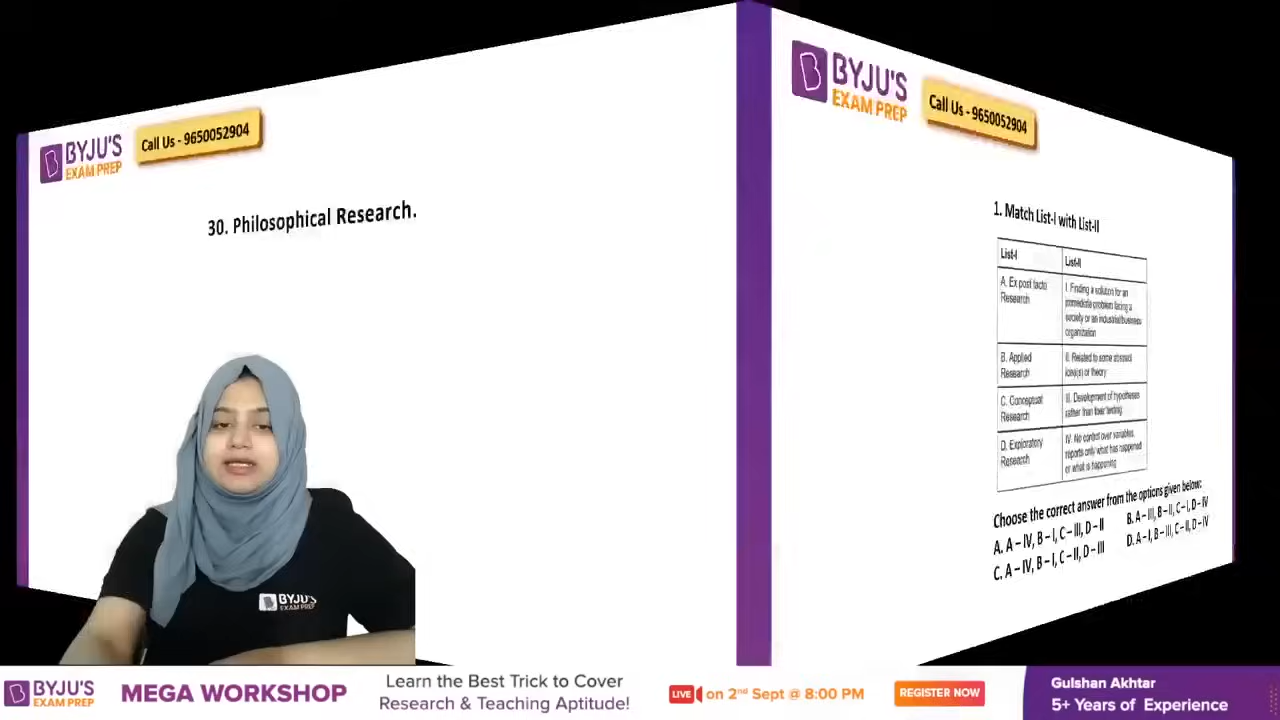 BYJU'S
EXAM PREP
Call Us - 9650052904
30. Philosophical Research.
BYJU'S
EXAM PREP
BYJU'S
EXAM PREP
Call Us - 9650052904
1. Match List-I with List-II
List-I
List-II
A. Ex post facto
Research
I. Finding a solution for an
immediate problem facing a
society or an industrial/business
organization
B. Applied
Research
II. Related to some abstract
idea(s) or theory
C. Conceptual
Research
III. Development of hypotheses
rather than their testing
D. Exploratory
Research
IV. No control over variables,
reports only what has happened
or what is happening
Choose the correct answer from the options given below:
A. A – IV, B – I, C – III, D – II
B. A – III, B – II, C – I, D – IV
C. A – IV, B – I, C – II, D – III
D. A – I, B – III, C – II, D – IV
BYJU'S
EXAM PREP
MEGA WORKSHOP
Learn the Best Trick to Cover
Research & Teaching Aptitude!
LIVE on 2nd Sept @ 8:00 PM
REGISTER NOW
Gulshan Akhtar
5+ Years of Experience